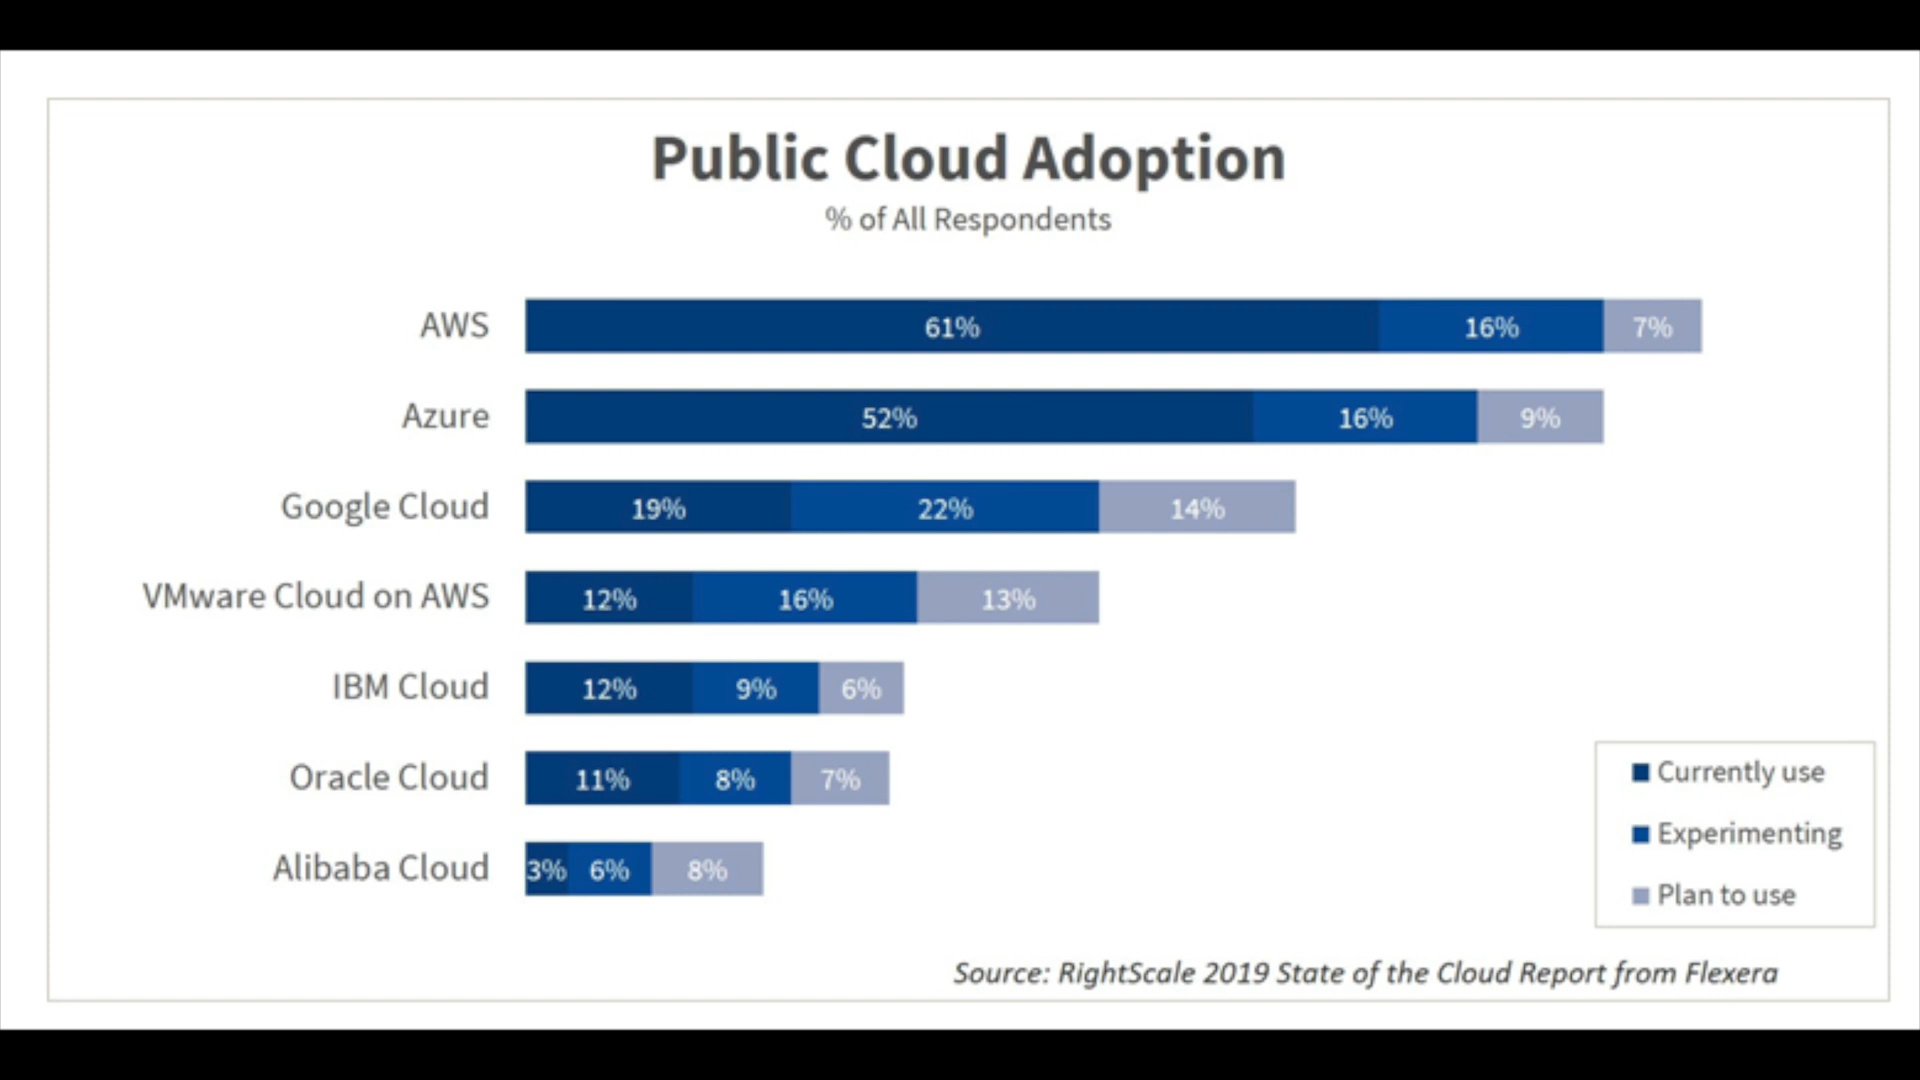 Public Cloud Adoption
% of All Respondents
AWS 61% 16% 7%
Azure 52% 16% 9%
Google Cloud 19% 22% 14%
VMware Cloud on AWS 12% 16% 13%
IBM Cloud 12% 9% 6%
Oracle Cloud 11% 8% 7%
Alibaba Cloud 3% 6% 8%
Currently use
Experimenting
Plan to use
Source: RightScale 2019 State of the Cloud Report from Flexera